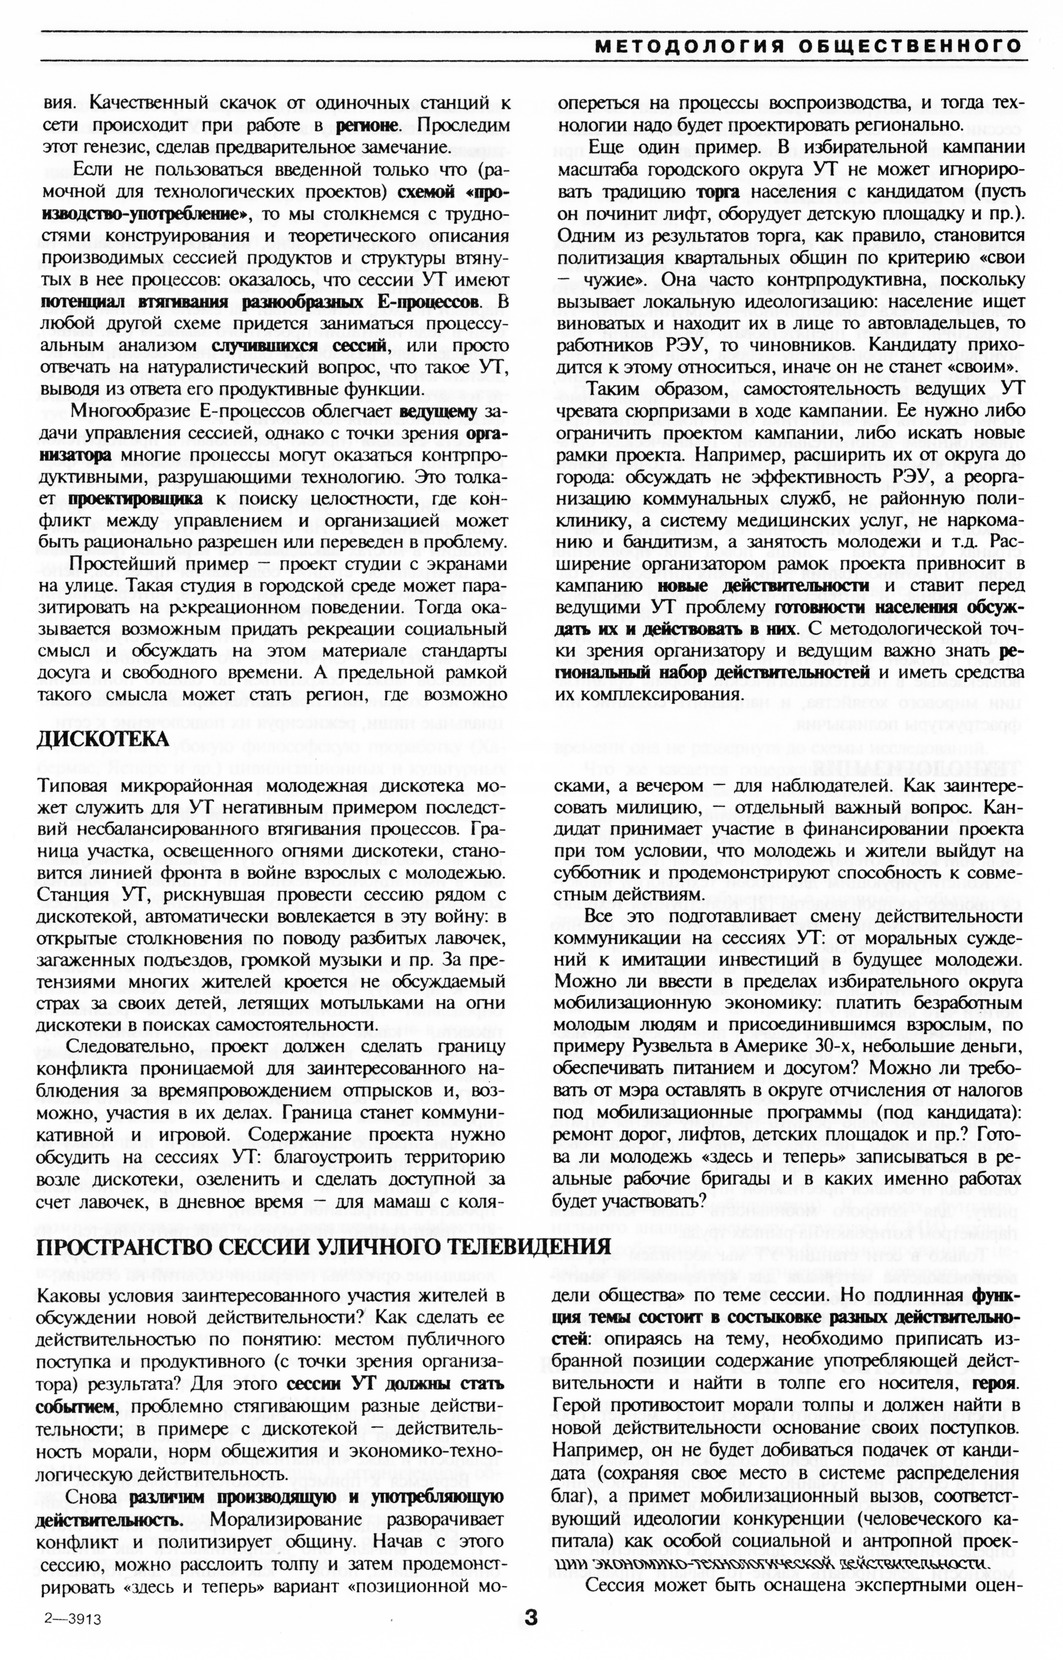 МЕТОДОЛОГИЯ ОБЩЕСТВЕННОГО
вия. Качественный скачок от одиночных станций к
сети происходит при работе в регионе. Проследим
этот генезис, сделав предварительное замечание.
Если не пользоваться введенной только что (ра-
мочной для технологических проектов) схемой «про-
изводство-употребление», то мы столкнемся с трудно-
стями конструирования и теоретического описания
производимых сессией продуктов и структуры втяну-
тых в нее процессов: оказалось, что сессии УТ имеют
потенциал втягивания разнообразных Е-процессов. В
любой другой схеме придется заниматься процессу-
альным анализом случившихся сессий, или просто
отвечать на натуралистический вопрос, что такое УТ,
выводя из ответа его продуктивные функции.
Многообразие Е-процессов облегчает ведущему за-
дачи управления сессией, однако с точки зрения орга-
низатора многие процессы могут оказаться контрпро-
дуктивными, разрушающими технологию. Это толка-
ет проектировщика к поиску целостности, где кон-
фликт между управлением и организацией может
быть рационально разрешен или переведен в проблему.
Простейший пример — проект студии с экранами
на улице. Такая студия в городской среде может пара-
зитировать на рекреационном поведении. Тогда ока-
зывается возможным придать рекреации социальный
смысл и обсуждать на этом материале стандарты
досуга и свободного времени. А предельной рамкой
такого смысла может стать регион, где возможно
опереться на процессы воспроизводства, и тогда тех-
нологии надо будет проектировать регионально.
Еще один пример. В избирательной кампании
масштаба городского округа УТ не может игнориро-
вать традицию торга населения с кандидатом (пусть
он починит лифт, оборудует детскую площадку и пр.).
Одним из результатов торга, как правило, становится
политизация квартальных общин по критерию «свои
— чужие». Она часто контрпродуктивна, поскольку
вызывает локальную идеологизацию: население ищет
виноватых и находит их в лице то автовладельцев, то
работников РЭУ, то чиновников. Кандидату прихо-
дится к этому относиться, иначе он не станет «своим».
Таким образом, самостоятельность ведущих УТ
чревата сюрпризами в ходе кампании. Ее нужно либо
ограничить проектом кампании, либо искать новые
рамки проекта. Например, расширить их от округа до
города: обсуждать не эффективность РЭУ, а реорга-
низацию коммунальных служб, не районную поли-
клинику, а систему медицинских услуг, не наркома-
нию и бандитизм, а занятость молодежи и т.д. Рас-
ширение организатором рамок проекта привносит в
кампанию новые действительности и ставит перед
ведущими УТ проблему готовности населения обсуж-
дать их и действовать в них. С методологической точ-
ки зрения организатору и ведущим важно знать ре-
гиональный набор действительностей и иметь средства
их комплексирования.
ДИСКОТЕКА
Типовая микрорайонная молодежная дискотека мо-
жет служить для УТ негативным примером последст-
вий несбалансированного втягивания процессов. Гра-
ница участка, освещенного огнями дискотеки, стано-
вится линией фронта в войне взрослых с молодежью.
Станция УТ, рискнувшая провести сессию рядом с
дискотекой, автоматически вовлекается в эту войну: в
открытые столкновения по поводу разбитых лавочек,
загаженных подъездов, громкой музыки и пр. За пре-
тензиями многих жителей кроется не обсуждаемый
страх за своих детей, летящих мотыльками на огни
дискотеки в поисках самостоятельности.
Следовательно, проект должен сделать границу
конфликта проницаемой для заинтересованного на-
блюдения за времяпровождением отпрысков и, воз-
можно, участия в их делах. Граница станет коммуни-
кативной и игровой. Содержание проекта нужно
обсудить на сессиях УТ: благоустроить территорию
возле дискотеки, озеленить и сделать доступной за
счет лавочек, в дневное время — для мамаш с коля-
сками, а вечером — для наблюдателей. Как заинтере-
совать милицию, — отдельный важный вопрос. Кан-
дидат принимает участие в финансировании проекта
при том условии, что молодежь и жители выйдут на
субботник и продемонстрируют способность к совме-
стным действиям.
Все это подготавливает смену действительности
коммуникации на сессиях УТ: от моральных сужде-
ний к имитации инвестиций в будущее молодежи.
Можно ли ввести в пределах избирательного округа
мобилизационную экономику: платить безработным
молодым людям и присоединившимся взрослым, по
примеру Рузвельта в Америке 30-х, небольшие деньги,
обеспечивать питанием и досугом? Можно ли требо-
вать от мэра оставлять в округе отчисления от налогов
под мобилизационные программы (под кандидата):
ремонт дорог, лифтов, детских площадок и пр.? Гото-
ва ли молодежь «здесь и теперь» записываться в ре-
альные рабочие бригады и в каких именно работах
будет участвовать?
ПРОСТРАНСТВО СЕССИИ УЛИЧНОГО ТЕЛЕВИДЕНИЯ
Каковы условия заинтересованного участия жителей в
обсуждении новой действительности? Как сделать ее
действительностью по понятию: местом публичного
поступка и продуктивного (с точки зрения организа-
тора) результата? Для этого сессии УТ должны стать
событием, проблемно стягивающим разные действи-
тельности; в примере с дискотекой — действитель-
ность морали, норм общежития и экономико-техно-
логическую действительность.
Снова различим производящую и употребляющую
действительность. Морализирование разворачивает
конфликт и политизирует общину. Начав с этого
сессию, можно расслоить толпу и затем продемонст-
рировать «здесь и теперь» вариант «позиционной мо-
дели общества» по теме сессии. Но подлинная функ-
ция темы состоит в состыковке разных действительно-
стей: опираясь на тему, необходимо приписать из-
бранной позиции содержание употребляющей дейст-
вительности и найти в толпе его носителя, героя.
Герой противостоит морали толпы и должен найти в
новой действительности основание своих поступков.
Например, он не будет добиваться подачек от канди-
дата (сохраняя свое место в системе распределения
благ), а примет мобилизационный вызов, соответст-
вующий идеологии конкуренции (человеческого ка-
питала) как особой социальной и антропной проек-
ции экономико-технологической действительности.
Сессия может быть оснащена экспертными оцен-
2—3913
3